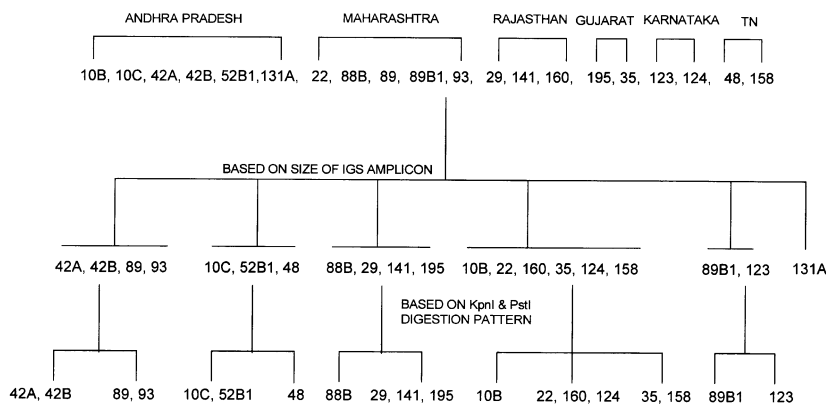 ANDHRA PRADESH MAHARASHTRA RAJASTHAN GUJARAT KARNATAKA TN
10B, 10C, 42A, 42B, 52B1,131A, 22, 88B, 89, 89B1, 93, 29, 141, 160, 195, 35, 123, 124, 48, 158
BASED ON SIZE OF IGS AMPLICON
42A, 42B, 89, 93 10C, 52B1, 48 88B, 29, 141, 195 10B, 22, 160, 35, 124, 158 89B1, 123 131A
BASED ON KpnI & PstI
DIGESTION PATTERN
42A, 42B 89, 93 10C, 52B1 48 88B 29, 141, 195 10B 22, 160, 124 35, 158 89B1 123